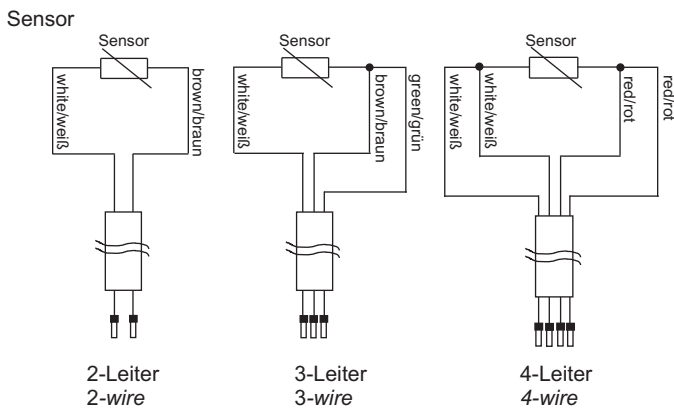 Sensor
Sensor
white/weiß
brown/braun
2-Leiter
2-wire
Sensor
white/weiß
brown/braun
green/grün
3-Leiter
3-wire
Sensor
white/weiß
white/weiß
red/rot
red/rot
4-Leiter
4-wire